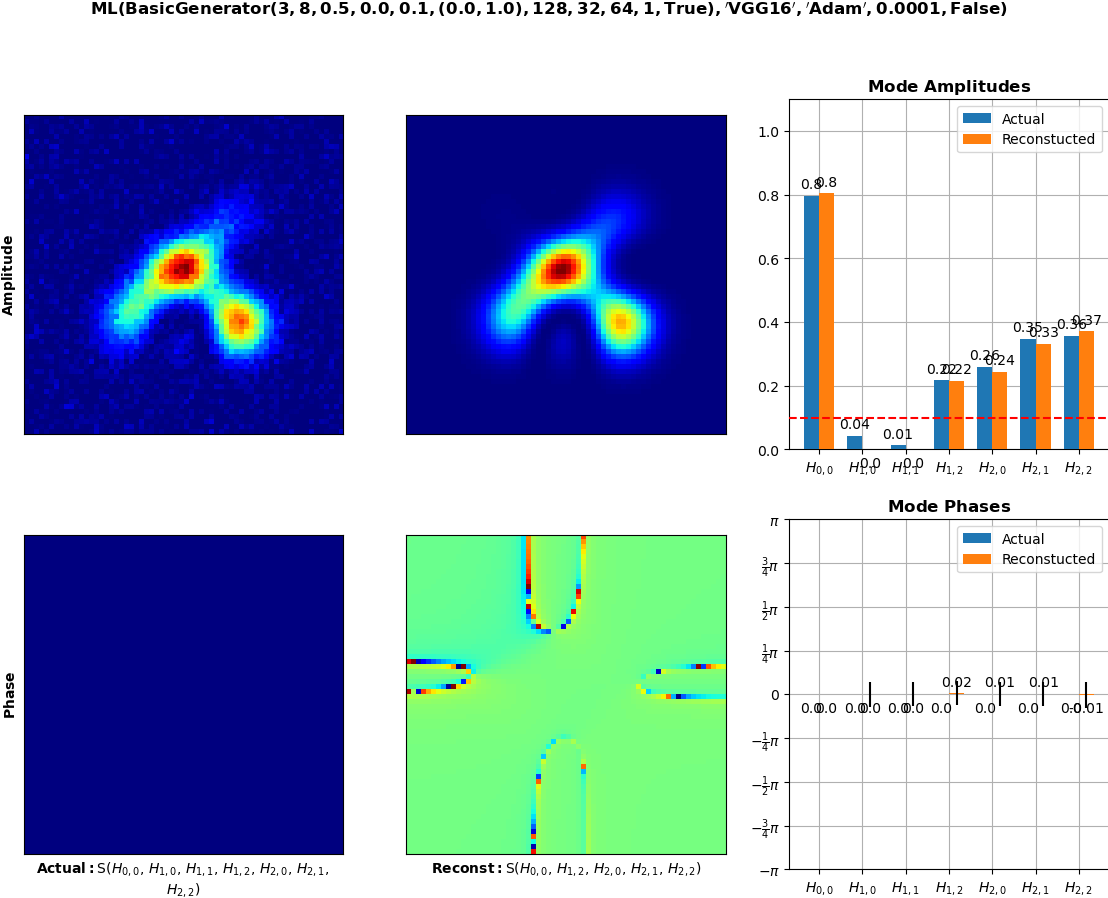 ML(BasicGenerator(3, 8, 0.5, 0.0, 0.1, (0.0, 1.0), 128, 32, 64, 1, True), 'VGG16', 'Adam', 0.0001, False)
Amplitude
Mode Amplitudes
Actual
Reconstucted
1.0
0.8
0.6
0.4
0.2
0.0
0.8 0.8
0.04 0.0
0.01 0.0
0.22 0.22
0.26 0.24
0.35 0.33
0.36 0.37
H0,0 H1,0 H1,1 H1,2 H2,0 H2,1 H2,2
Phase
Actual: S(H0,0, H1,0, H1,1, H1,2, H2,0, H2,1,
H2,2)
Reconst: S(H0,0, H1,2, H2,0, H2,1, H2,2)
Mode Phases
Actual
Reconstucted
π
3/4π
1/2π
1/4π
0
−1/4π
−1/2π
−3/4π
−π
0.0 0.0
0.0 0.0
0.0 0.0
0.0 0.02
0.0 0.01
0.0 0.01
0.0 -0.01
H0,0 H1,0 H1,1 H1,2 H2,0 H2,1 H2,2